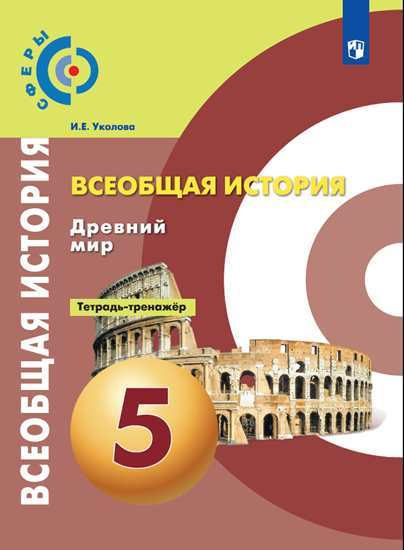 СФЕРЫ
И.Е. Уколова
ВСЕОБЩАЯ ИСТОРИЯ
Древний
мир
Тетрадь-тренажёр
5
ВСЕОБЩАЯ ИСТОРИЯ